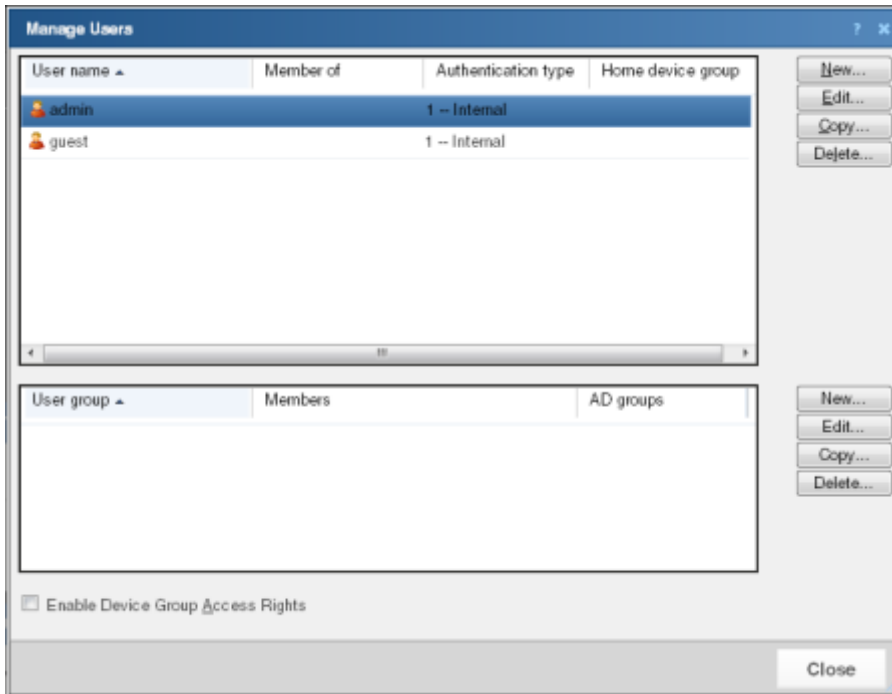 Manage Users ?
User name Member of Authentication type Home device group
admin 1 -- Internal
guest 1 -- Internal
New...
Edit...
Copy...
Delete...
User group Members AD groups
New...
Edit...
Copy...
Delete...
Enable Device Group Access Rights
Close